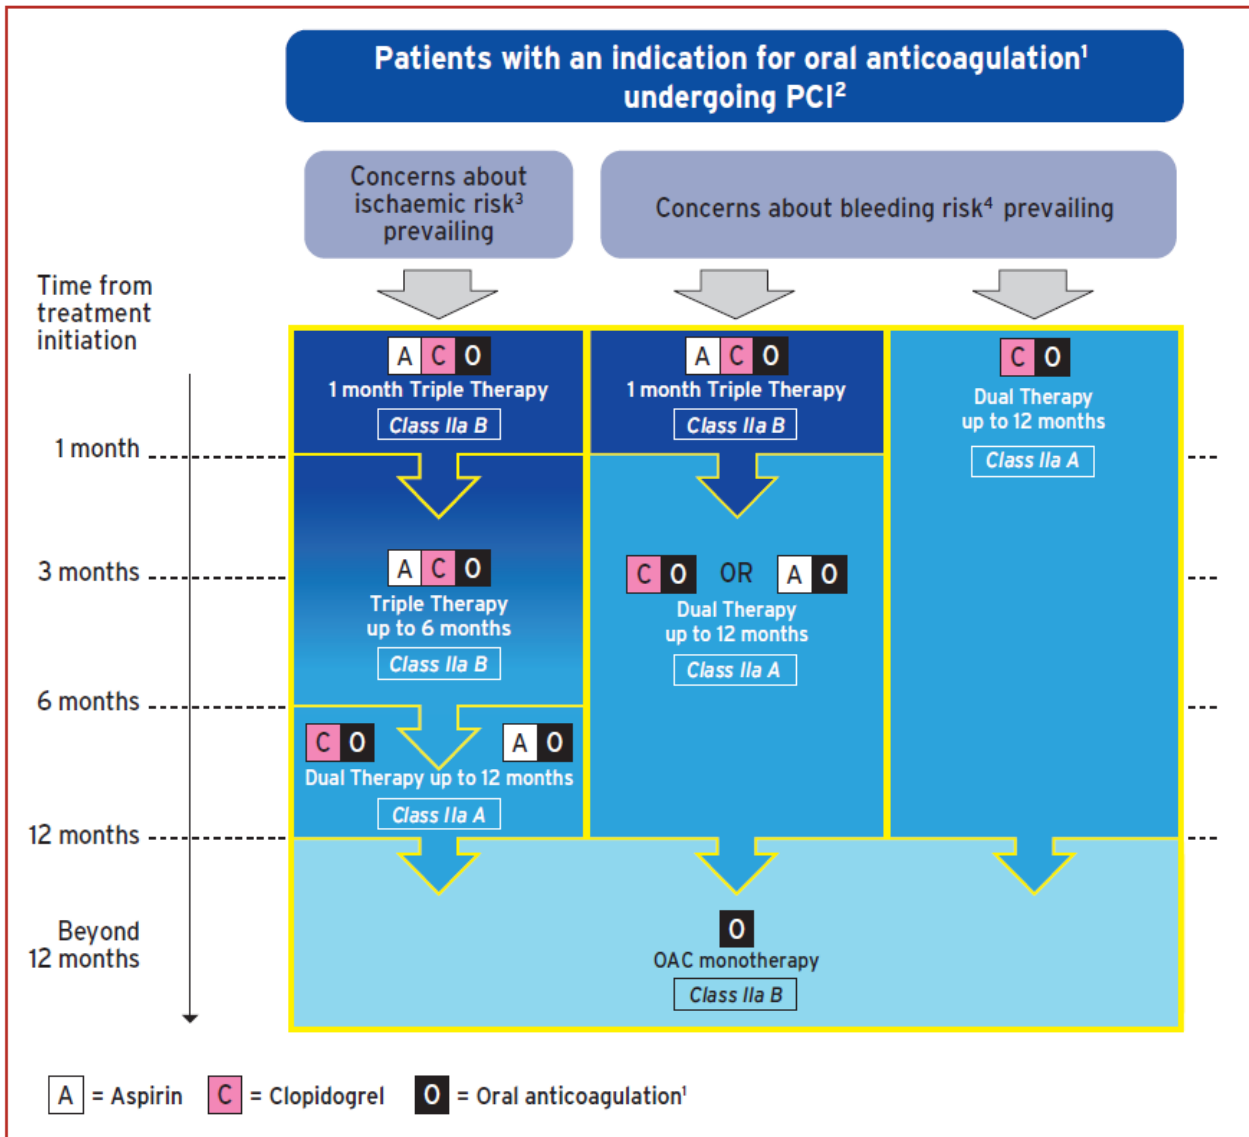 Patients with an indication for oral anticoagulation¹
undergoing PCI²
Concerns about
ischaemic risk³
prevailing
Concerns about bleeding risk⁴ prevailing
Time from
treatment
initiation
A C O
1 month Triple Therapy
Class IIa B
A C O
1 month Triple Therapy
Class IIa B
C O
Dual Therapy
up to 12 months
Class IIa A
1 month
3 months
A C O
Triple Therapy
up to 6 months
Class IIa B
C O OR A O
Dual Therapy
up to 12 months
Class IIa A
6 months
C O A O
Dual Therapy up to 12 months
Class IIa A
12 months
Beyond
12 months
O
OAC monotherapy
Class IIa B
A = Aspirin C = Clopidogrel O = Oral anticoagulation¹